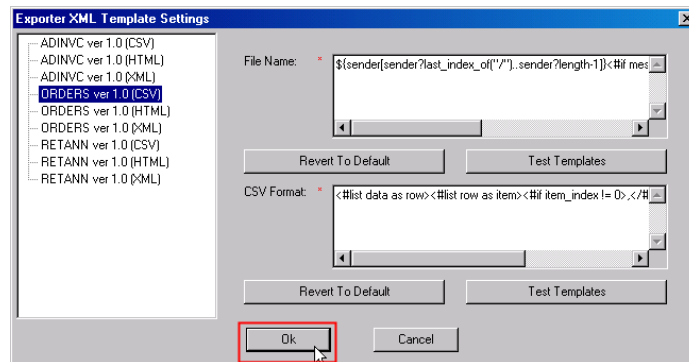 Exporter XML Template Settings
ADINVC ver 1.0 (CSV)
ADINVC ver 1.0 (HTML)
ADINVC ver 1.0 (XML)
ORDERS ver 1.0 (CSV)
ORDERS ver 1.0 (HTML)
ORDERS ver 1.0 (XML)
RETANN ver 1.0 (CSV)
RETANN ver 1.0 (HTML)
RETANN ver 1.0 (XML)
File Name: *
${sender[sender?last_index_of("/")..sender?length-1]}<#if mes
Revert To Default
Test Templates
CSV Format: *
<#list data as row><#list row as item><#if item_index != 0>,</#
Revert To Default
Test Templates
Ok
Cancel